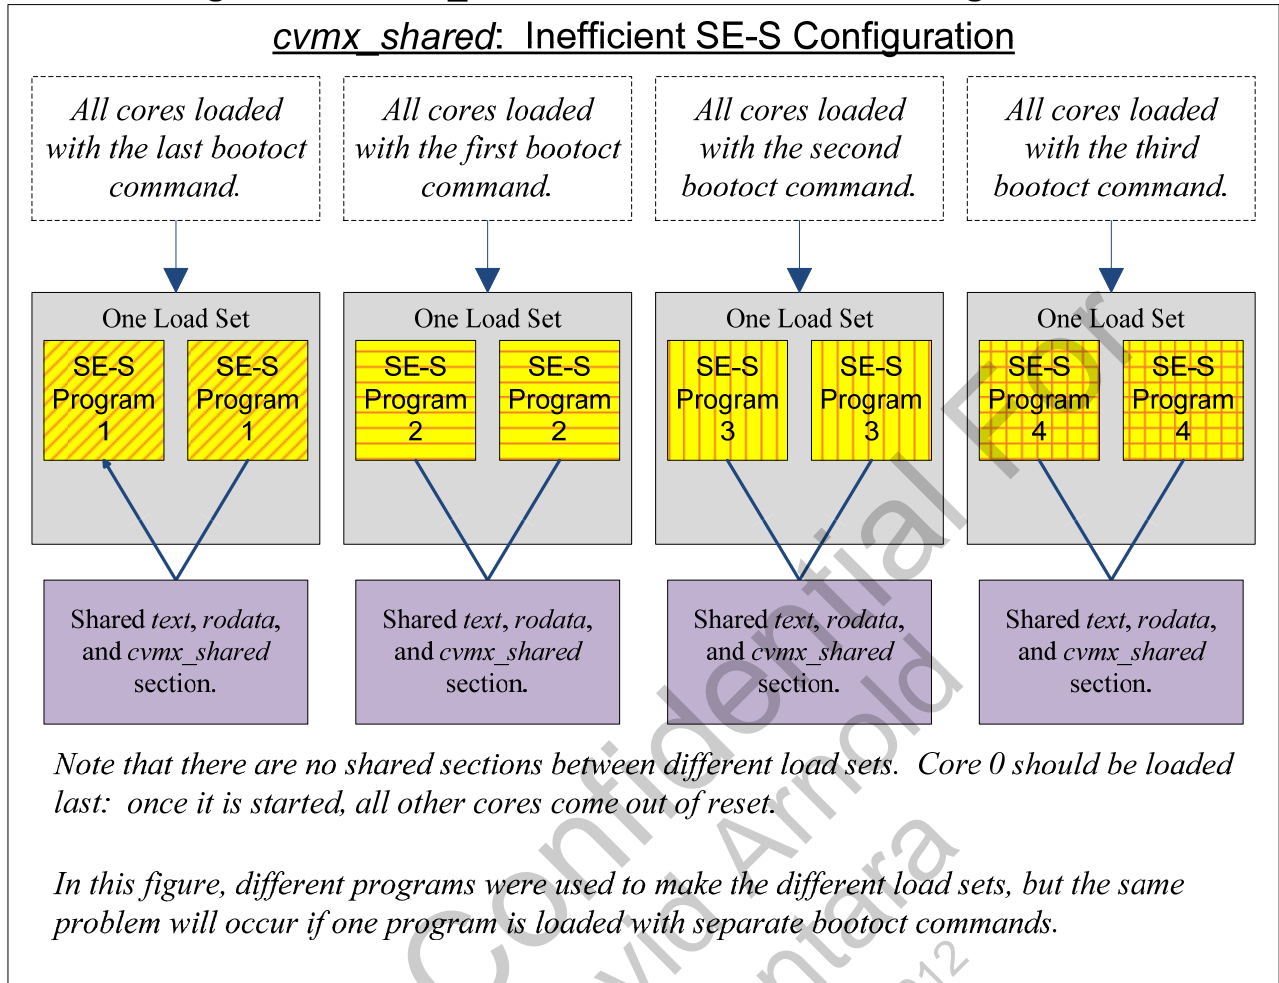 cvmx_shared: Inefficient SE-S Configuration
All cores loaded
with the last bootoct
command.
All cores loaded
with the first bootoct
command.
All cores loaded
with the second
bootoct command.
All cores loaded
with the third
bootoct command.
One Load Set
SE-S
Program
1
SE-S
Program
1
One Load Set
SE-S
Program
2
SE-S
Program
2
One Load Set
SE-S
Program
3
SE-S
Program
3
One Load Set
SE-S
Program
4
SE-S
Program
4
Shared text, rodata,
and cvmx_shared
section.
Shared text, rodata,
and cvmx_shared
section.
Shared text, rodata,
and cvmx_shared
section.
Shared text, rodata,
and cvmx_shared
section.
Note that there are no shared sections between different load sets.  Core 0 should be loaded
last:  once it is started, all other cores come out of reset.
In this figure, different programs were used to make the different load sets, but the same
problem will occur if one program is loaded with separate bootoct commands.
Confidential For
Arnold